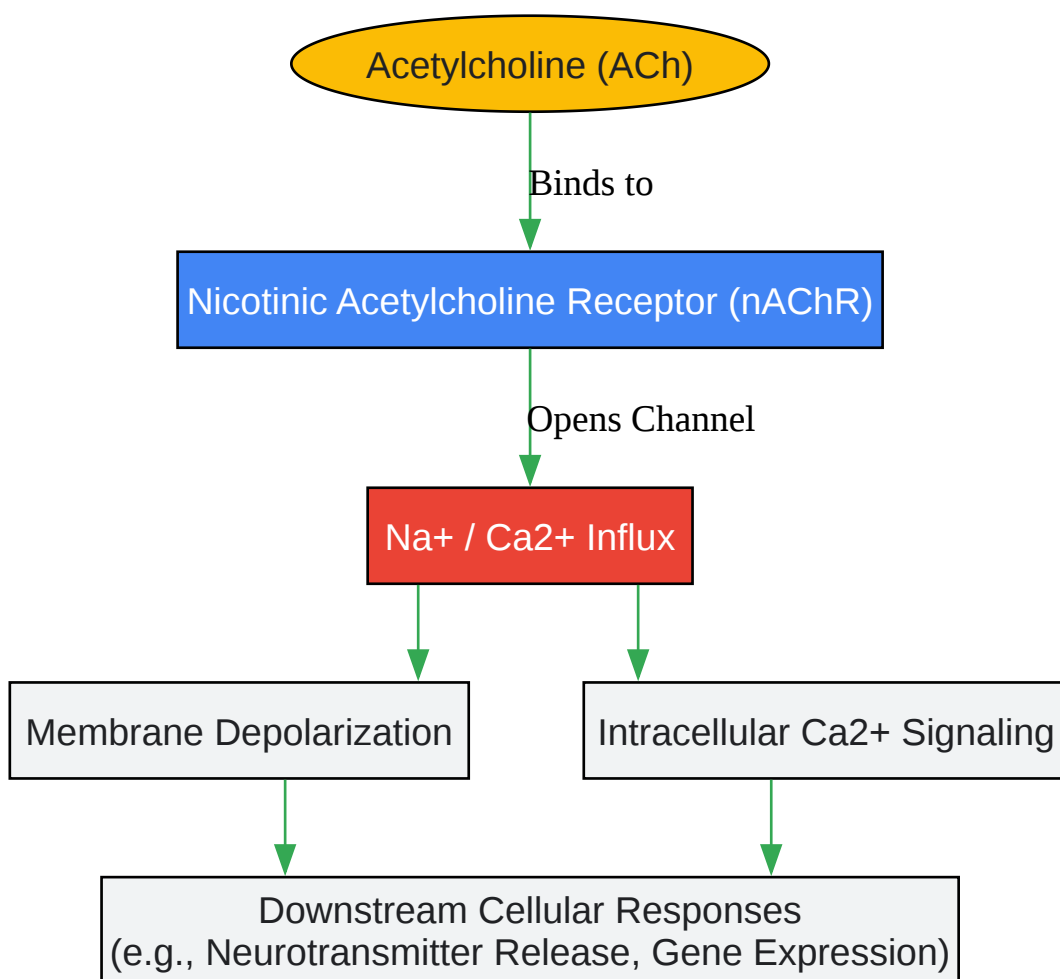 Acetylcholine (ACh)
Binds to
Nicotinic Acetylcholine Receptor (nAChR)
Opens Channel
Na+ / Ca2+ Influx
Membrane Depolarization
Intracellular Ca2+ Signaling
Downstream Cellular Responses
(e.g., Neurotransmitter Release, Gene Expression)